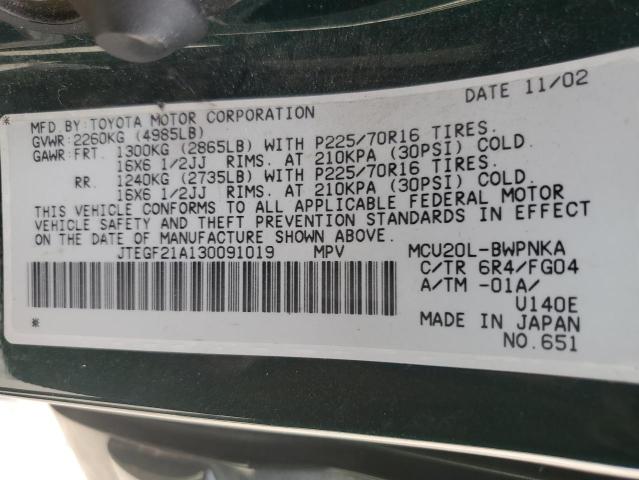 DATE 11/02
*MFD BY:TOYOTA MOTOR CORPORATION
GVWR:2260KG (4985LB)
GAWR:FRT. 1300KG (2865LB) WITH P225/70R16 TIRES.
16X6 1/2JJ RIMS. AT 210KPA (30PSI) COLD.
RR. 1240KG (2735LB) WITH P225/70R16 TIRES.
16X6 1/2JJ RIMS. AT 210KPA (30PSI) COLD.
THIS VEHICLE CONFORMS TO ALL APPLICABLE FEDERAL MOTOR
VEHICLE SAFETY AND THEFT PREVENTION STANDARDS IN EFFECT
ON THE DATE OF MANUFACTURE SHOWN ABOVE.
JTEGF21A130091019 MPV MCU20L-BWPNKA
C/TR 6R4/FG04
A/TM -01A/
U140E
* MADE IN JAPAN
NO.651